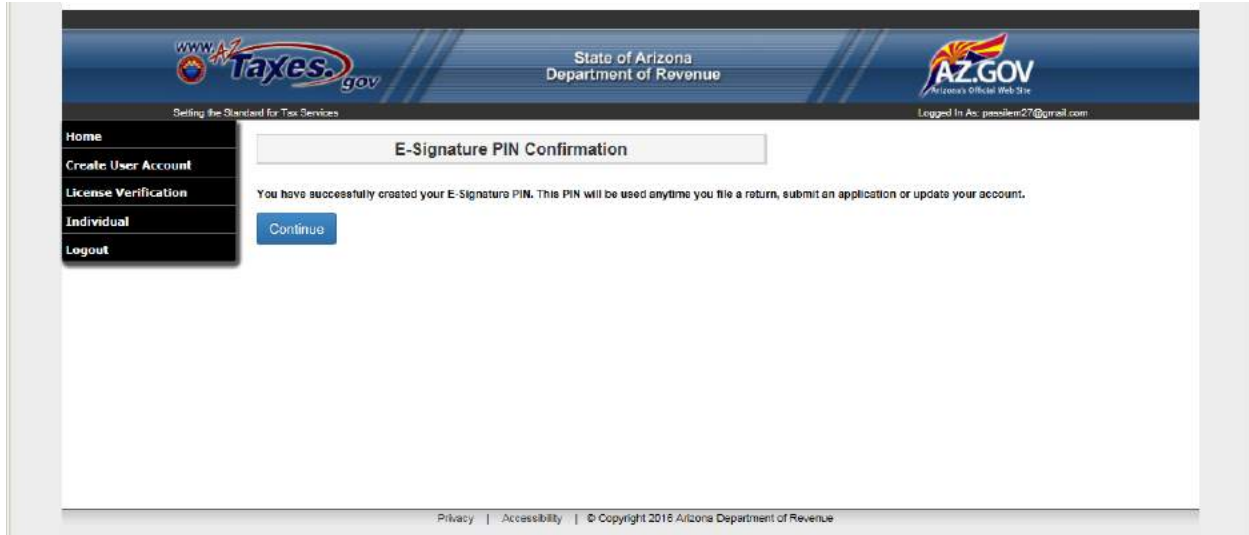 www.AZ
Taxes.gov
State of Arizona
Department of Revenue
AZ.GOV
Arizona's Official Web Site
Setting the Standard for Tax Services
Logged In As: passilem27@gmail.com
Home
Create User Account
License Verification
Individual
Logout
E-Signature PIN Confirmation
You have successfully created your E-Signature PIN. This PIN will be used anytime you file a return, submit an application or update your account.
Continue
Privacy | Accessibility | © Copyright 2016 Arizona Department of Revenue